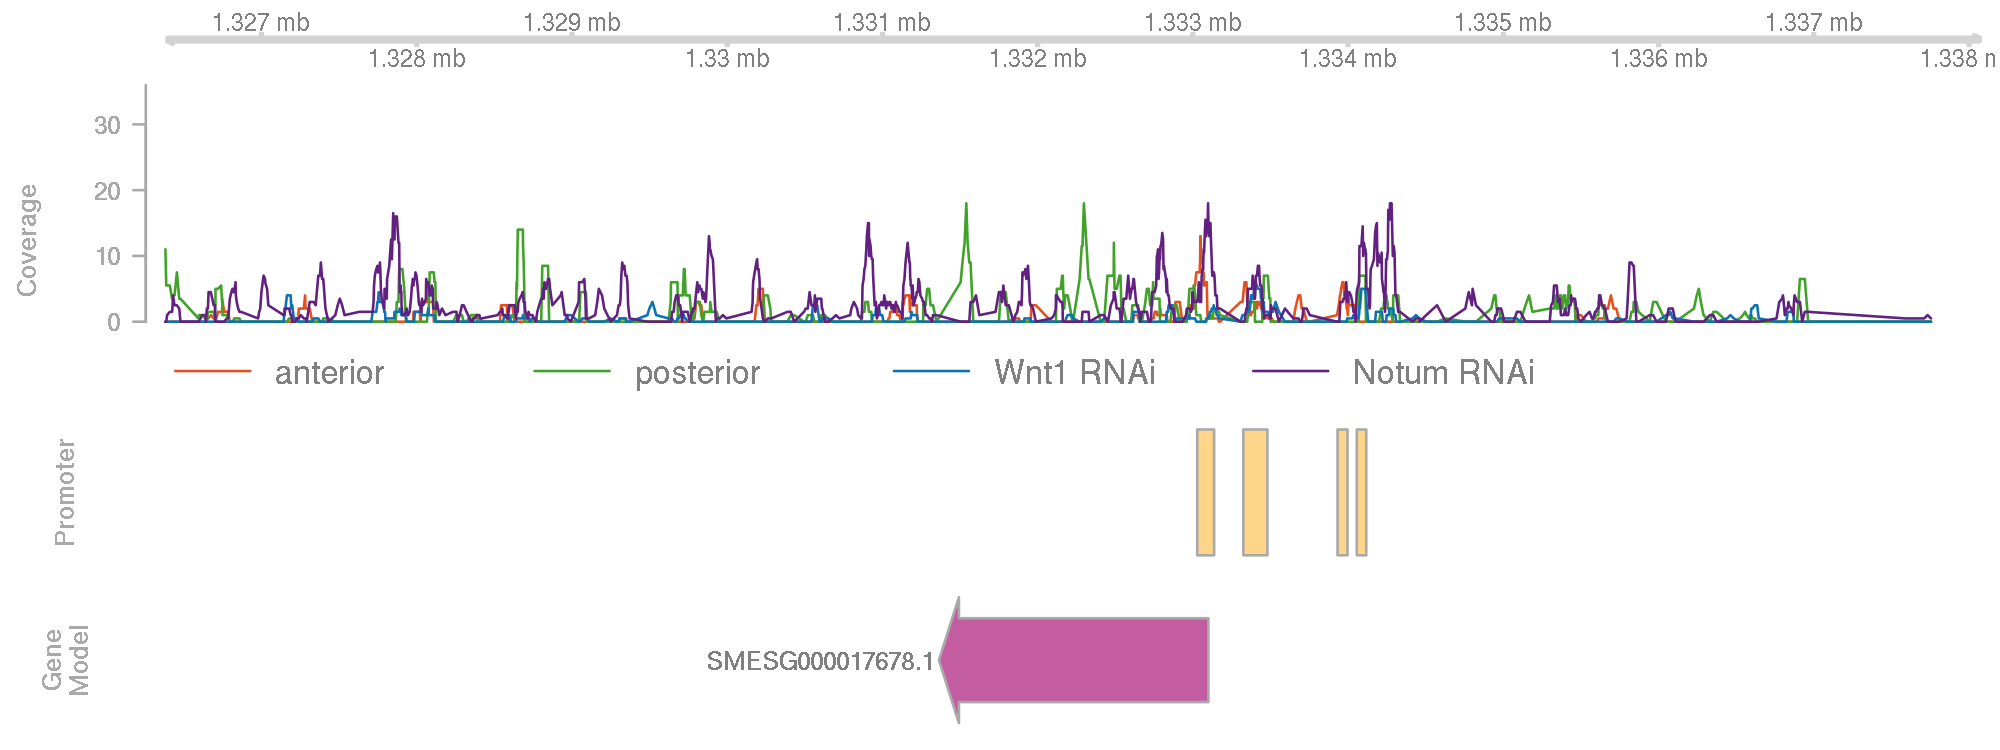 1.327 mb 1.329 mb 1.331 mb 1.333 mb 1.335 mb 1.337 mb
1.328 mb 1.33 mb 1.332 mb 1.334 mb 1.336 mb 1.338 n
Coverage
30
20
10
0
anterior posterior Wnt1 RNAi Notum RNAi
Promoter
Gene
Model
SMESG000017678.1